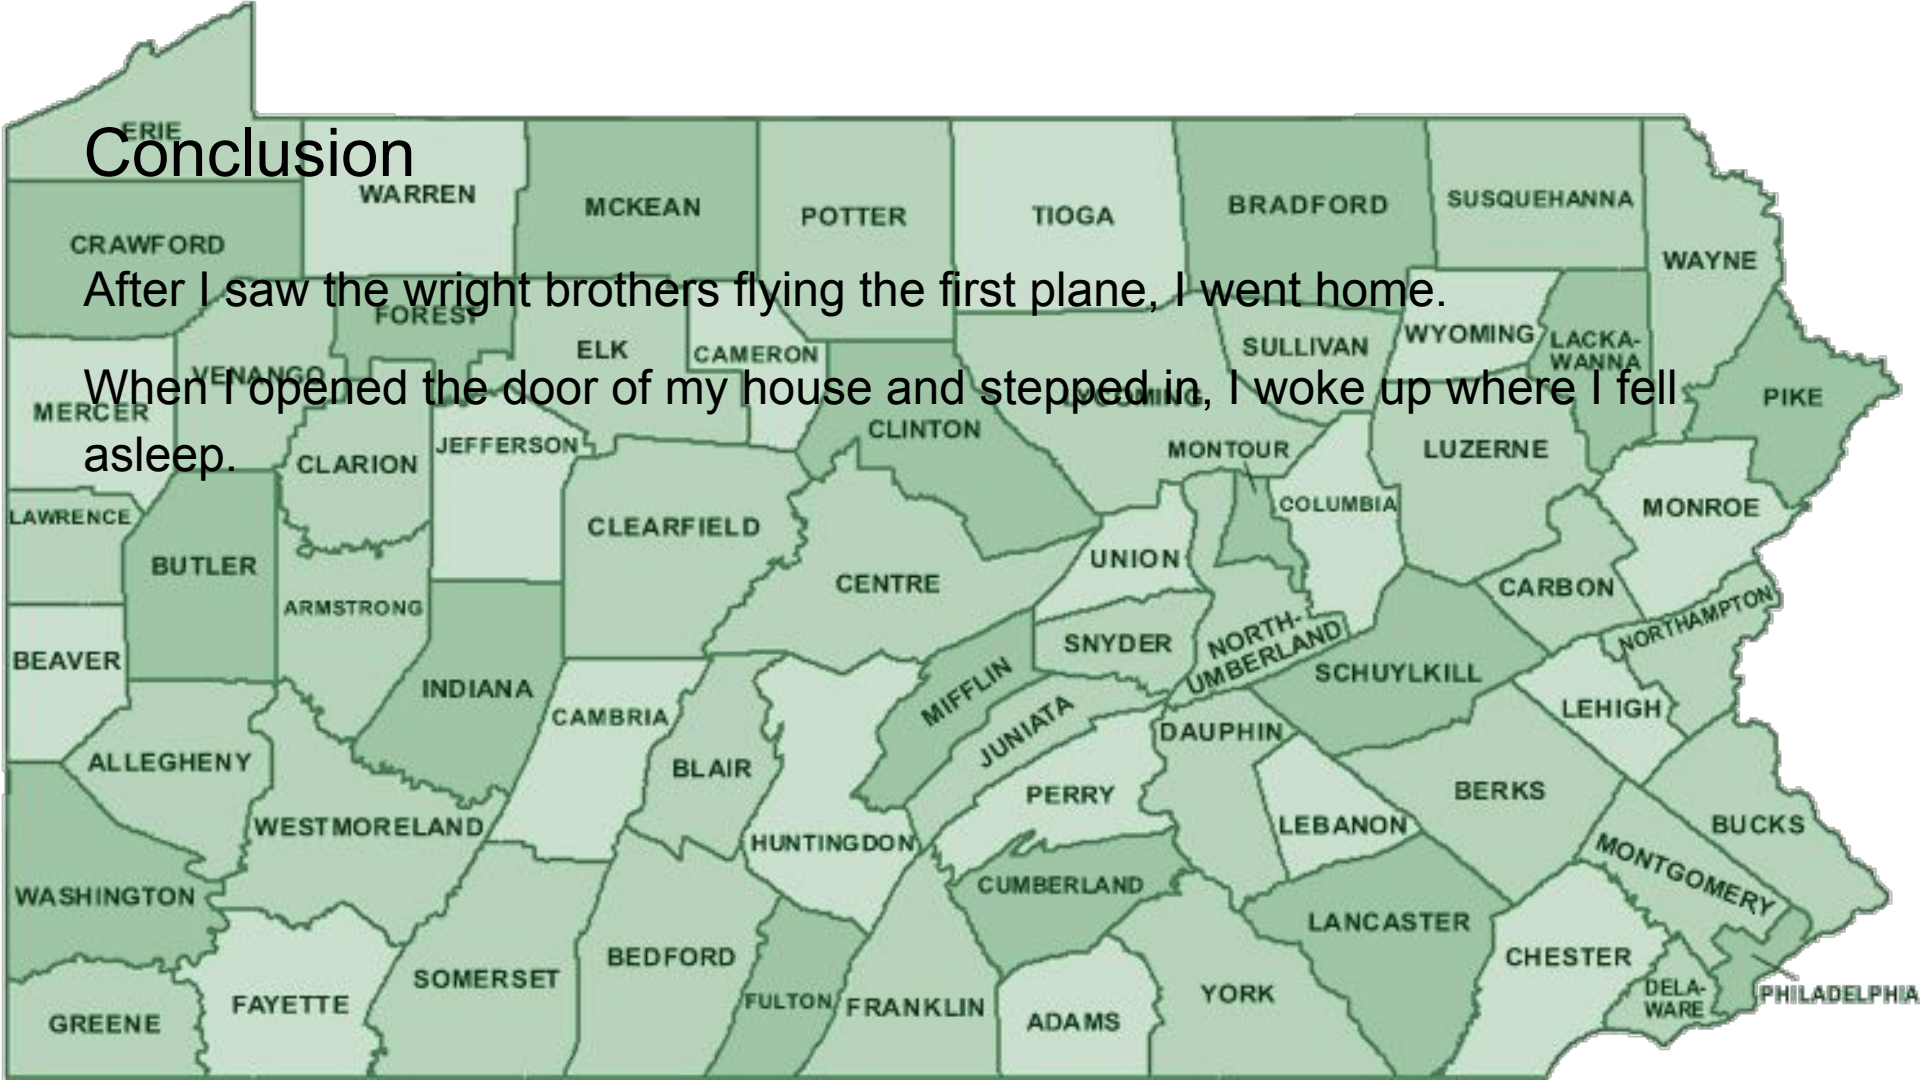 Conclusion
After I saw the wright brothers flying the first plane, I went home.
When I opened the door of my house and stepped in, I woke up where I fell
asleep.
ERIE
WARREN
MCKEAN
POTTER
TIOGA
BRADFORD
SUSQUEHANNA
CRAWFORD
WAYNE
FOREST
ELK
CAMERON
SULLIVAN
WYOMING
LACKA-
WANNA
VENANGO
MERCER
LYCOMING
PIKE
CLINTON
JEFFERSON
CLARION
MONTOUR
LUZERNE
LAWRENCE
CLEARFIELD
COLUMBIA
MONROE
BUTLER
UNION
CENTRE
CARBON
ARMSTRONG
NORTHAMPTON
BEAVER
SNYDER
NORTH-
UMBERLAND
SCHUYLKILL
INDIANA
MIFFLIN
CAMBRIA
JUNIATA
DAUPHIN
LEHIGH
ALLEGHENY
BLAIR
PERRY
BERKS
WESTMORELAND
HUNTINGDON
LEBANON
BUCKS
MONTGOMERY
WASHINGTON
CUMBERLAND
LANCASTER
BEDFORD
CHESTER
SOMERSET
FAYETTE
FULTON
FRANKLIN
YORK
DELA-
WARE
PHILADELPHIA
GREENE
ADAMS